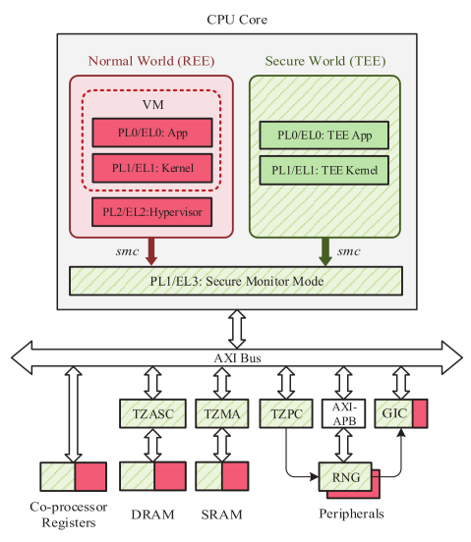 CPU Core
Normal World (REE)
Secure World (TEE)
VM
PL0/EL0: App
PL1/EL1: Kernel
PL2/EL2:Hypervisor
PL0/EL0: TEE App
PL1/EL1: TEE Kernel
smc
smc
PL1/EL3: Secure Monitor Mode
AXI Bus
TZASC
TZMA
TZPC
AXI-
APB
GIC
RNG
Co-processor
Registers
DRAM
SRAM
Peripherals